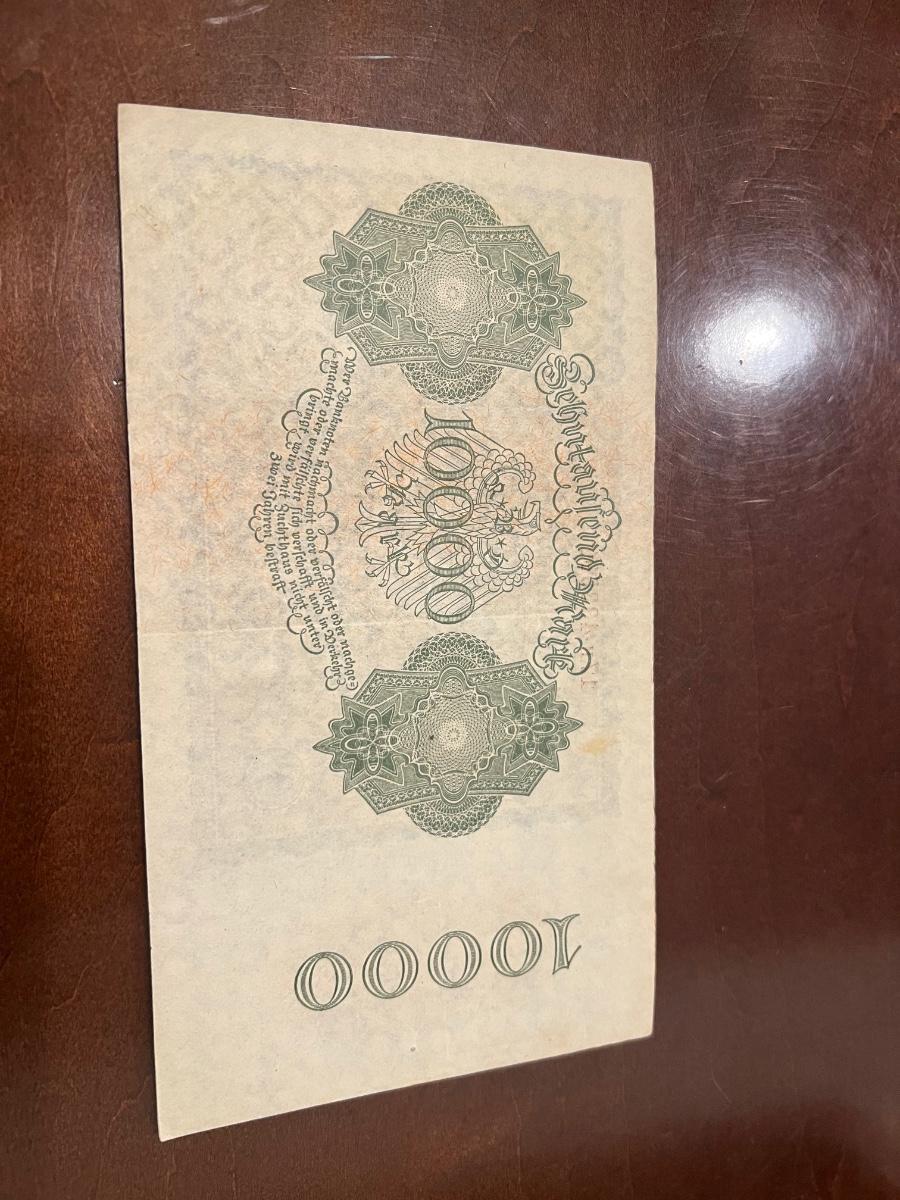 Zehntausend Mark
10000
Mark
Wer Banknoten nachmacht oder verfälscht oder nachge=
machte oder verfälschte sich verschafft und in Verkehr
bringt, wird mit Zuchthaus nicht unter
zwei Jahren bestraft
10000